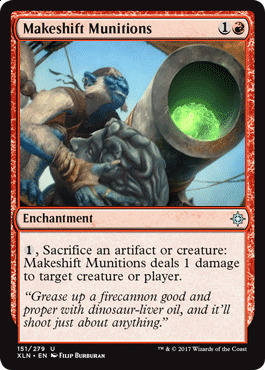 Makeshift Munitions 1
Enchantment
1, Sacrifice an artifact or creature:
Makeshift Munitions deals 1 damage
to target creature or player.
"Grease up a firecannon good and
proper with dinosaur-liver oil, and it'll
shoot just about anything."
151/279 U
XLN • EN Filip Burburan
™ & © 2017 Wizards of the Coast